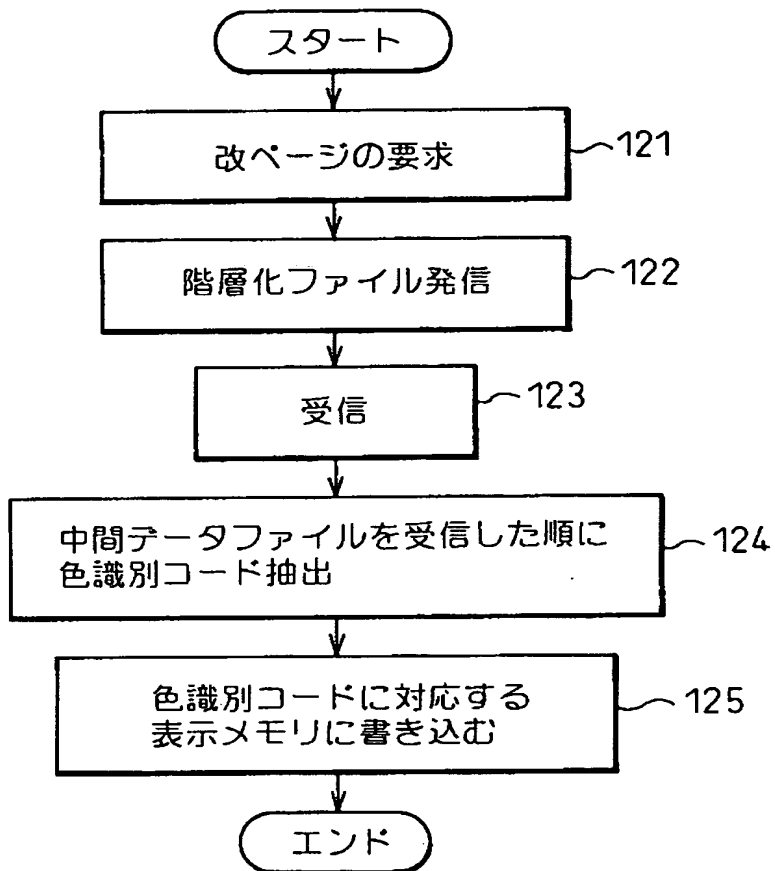 スタート
改ページの要求
121
階層化ファイル発信
122
受信
123
中間データファイルを受信した順に
色識別コード抽出
124
色識別コードに対応する
表示メモリに書き込む
125
エンド